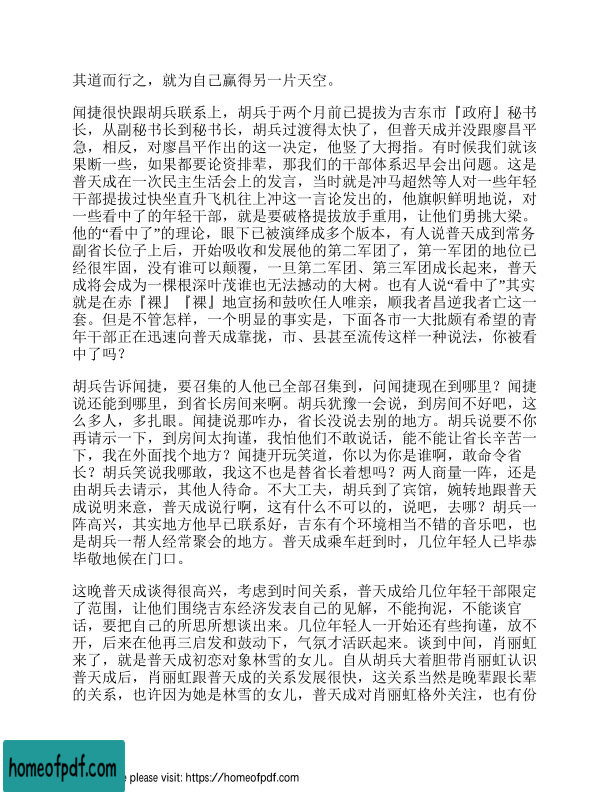 其道而行之，就为自己赢得另一片天空。
闻捷很快跟胡兵联系上，胡兵于两个月前已提拔为吉东市『政府』秘书
长，从副秘书长到秘书长，胡兵过渡得太快了，但普天成并没跟廖昌平
急，相反，对廖昌平作出的这一决定，他竖了大拇指。有时候我们就该
果断一些，如果都要论资排辈，那我们的干部体系迟早会出问题。这是
普天成在一次民主生活会上的发言，当时就是冲马超然等人对一些年轻
干部提拔过快坐直升飞机往上冲这一言论发出的，他旗帜鲜明地说，对
一些看中了的年轻干部，就是要破格提拔放手重用，让他们勇挑大梁。
他的“看中了”的理论，眼下已被演绎成多个版本，有人说普天成到常务
副省长位子上后，开始吸收和发展他的第二军团了，第一军团的地位已
经很牢固，没有谁可以颠覆，一旦第二军团、第三军团成长起来，普天
成将会成为一棵根深叶茂谁也无法撼动的大树。也有人说“看中了”其实
就是在赤『裸』『裸』地宣扬和鼓吹任人唯亲，顺我者昌逆我者亡这一
套。但是不管怎样，一个明显的事实是，下面各市一大批颇有希望的青
年干部正在迅速向普天成靠拢，市、县甚至流传这样一种说法，你被看
中了吗？
胡兵告诉闻捷，要召集的人他已全部召集到，问闻捷现在到哪里？闻捷
说还能到哪里，到省长房间来啊。胡兵犹豫一会说，到房间不好吧，这
么多人，多扎眼。闻捷说那咋办，省长没说去别的地方。胡兵说要不你
再请示一下，到房间太拘谨，我怕他们不敢说话，能不能让省长辛苦一
下，我在外面找个地方？闻捷开玩笑道，你以为你是谁啊，敢命令省
长？胡兵笑说我哪敢，我这不也是替省长着想吗？两人商量一阵，还是
由胡兵去请示，其他人待命。不大工夫，胡兵到了宾馆，婉转地跟普天
成说明来意，普天成说行啊，这有什么不可以的，说吧，去哪？胡兵一
阵高兴，其实地方他早已联系好，吉东有个环境相当不错的音乐吧，也
是胡兵一帮人经常聚会的地方。普天成乘车赶到时，几位年轻人已毕恭
毕敬地候在门口。
这晚普天成谈得很高兴，考虑到时间关系，普天成给几位年轻干部限定
了范围，让他们围绕吉东经济发表自己的见解，不能拘泥，不能谈官
话，要把自己的所思所想谈出来。几位年轻人一开始还有些拘谨，放不
开，后来在他再三启发和鼓动下，气氛才活跃起来。谈到中间，肖丽虹
来了，就是普天成初恋对象林雪的女儿。自从胡兵大着胆带肖丽虹认识
普天成后，肖丽虹跟普天成的关系发展很快，这关系当然是晚辈跟长辈
的关系，也许因为她是林雪的女儿，普天成对肖丽虹格外关注，也有份
homeofpdf.com
please visit: https://homeofpdf.com